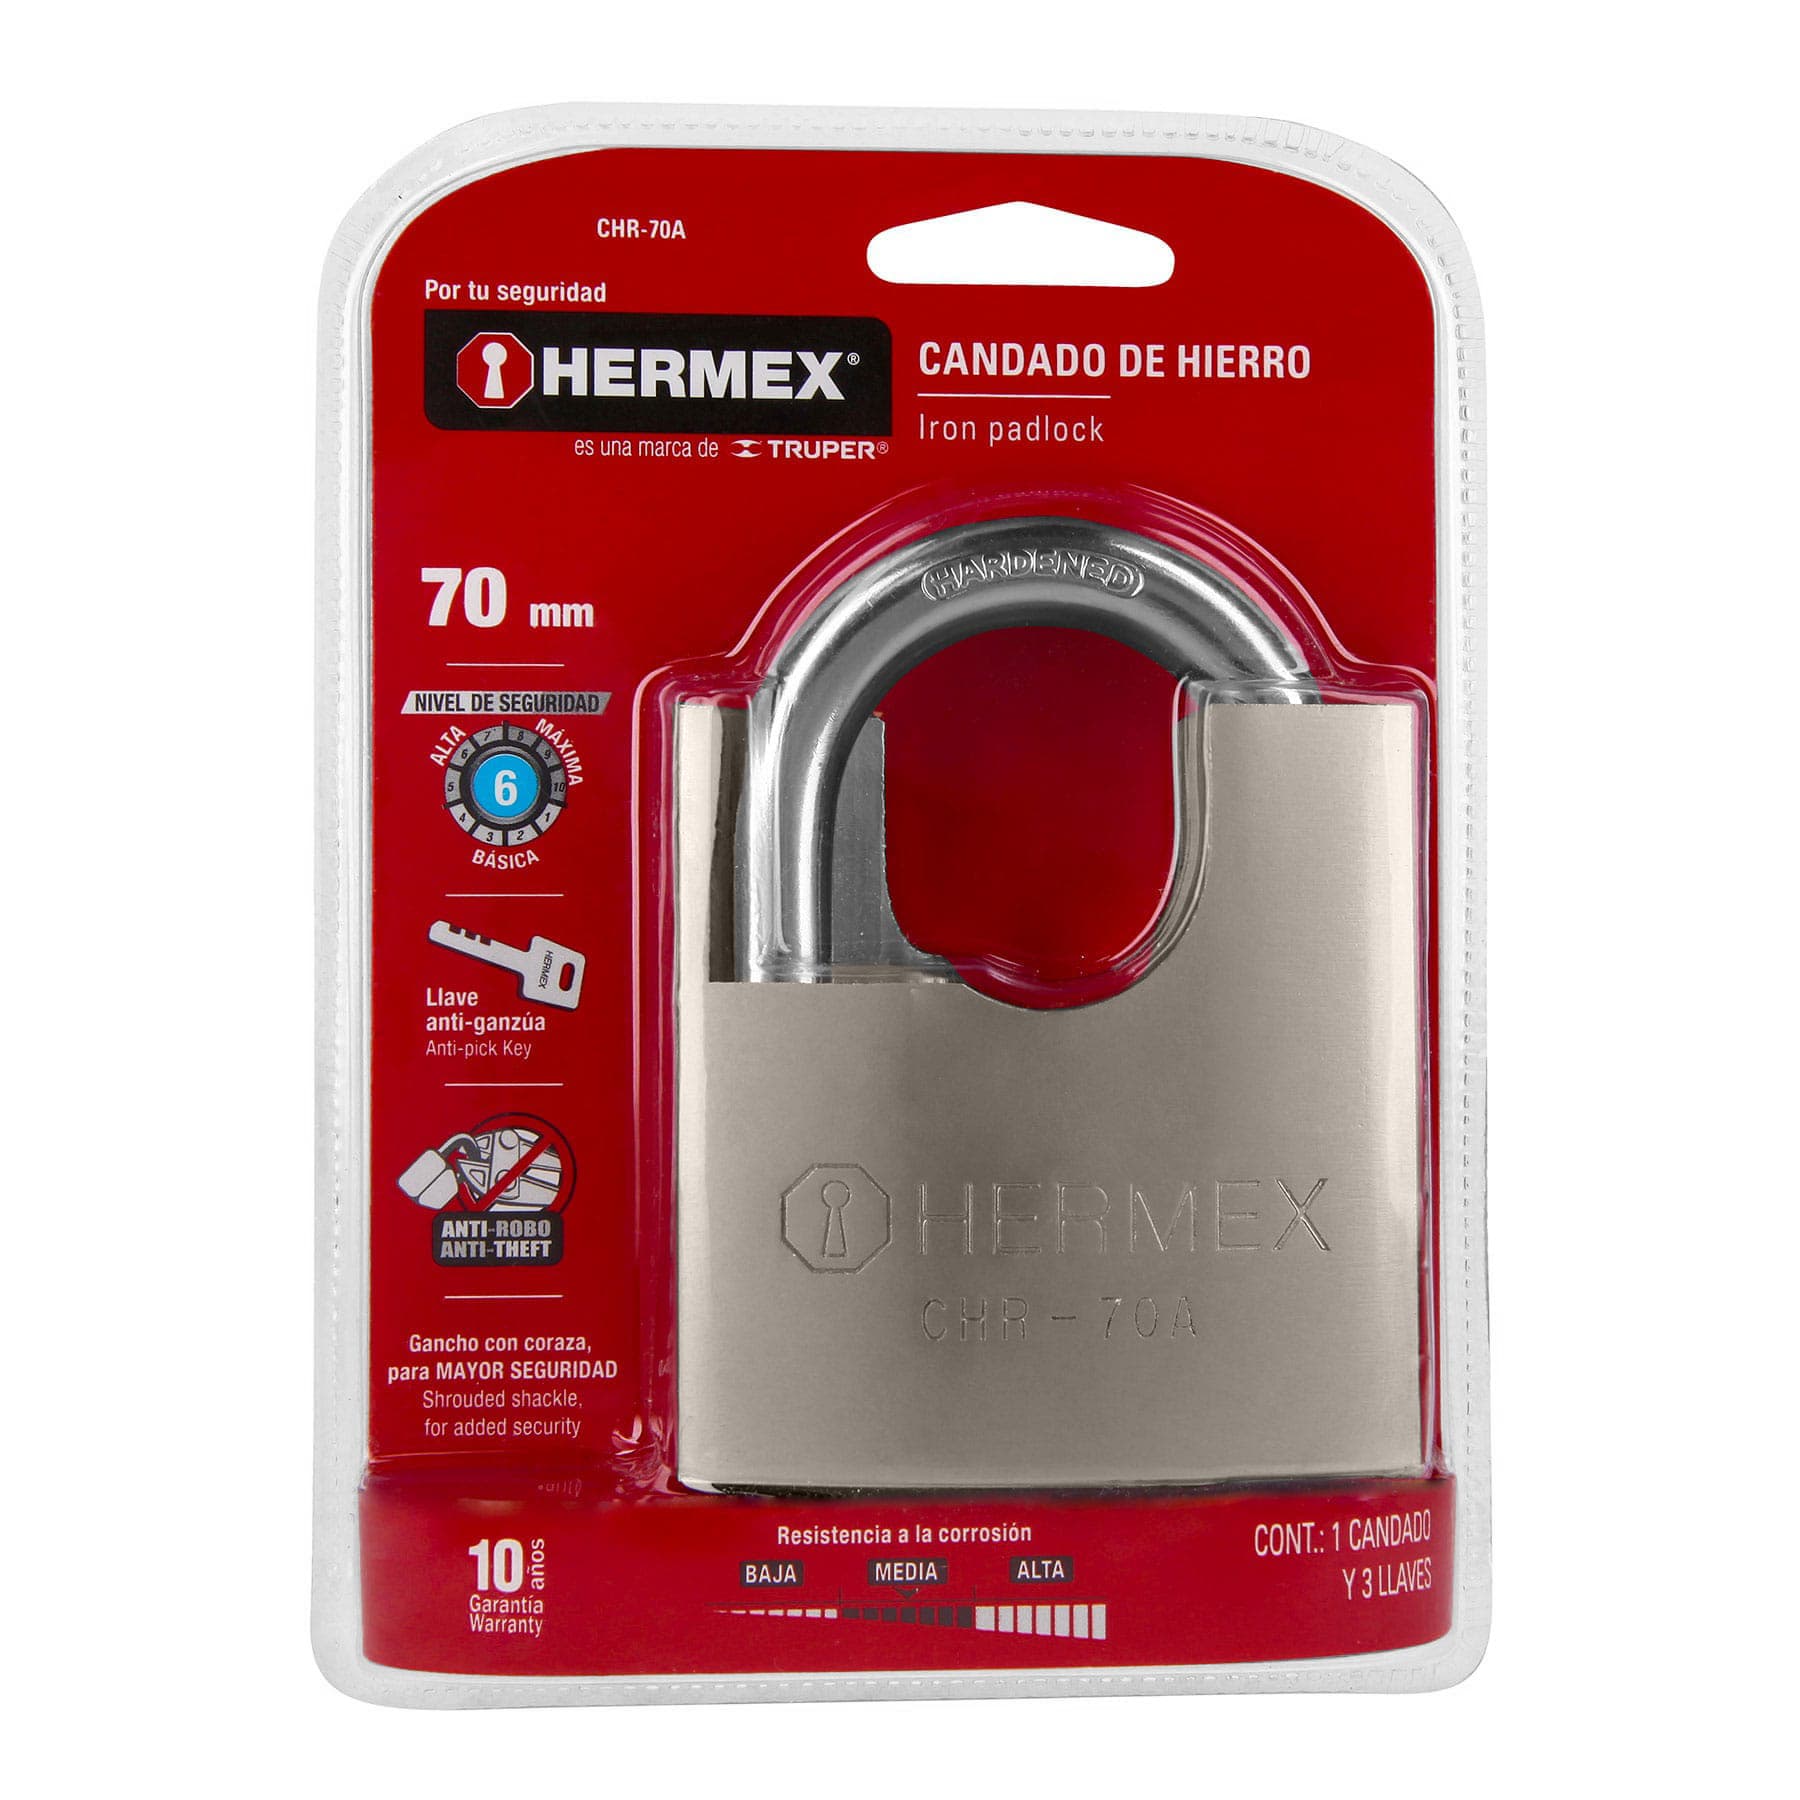 CHR-70A
Por tu seguridad
HERMEX®
es una marca de TRUPER®
CANDADO DE HIERRO
Iron padlock
70 mm
NIVEL DE SEGURIDAD
ALTA
MÁXIMA
1 2 3 4 5 6 7 8 9 10
6
BÁSICA
HERMEX
Llave
anti-ganzúa
Anti-pick Key
ANTI-ROBO
ANTI-THEFT
Gancho con coraza,
para MAYOR SEGURIDAD
Shrouded shackle,
for added security
HARDENED
HERMEX
CHR-70A
10 años
Garantía
Warranty
Resistencia a la corrosión
BAJA MEDIA ALTA
CONT.: 1 CANDADO
Y 3 LLAVES